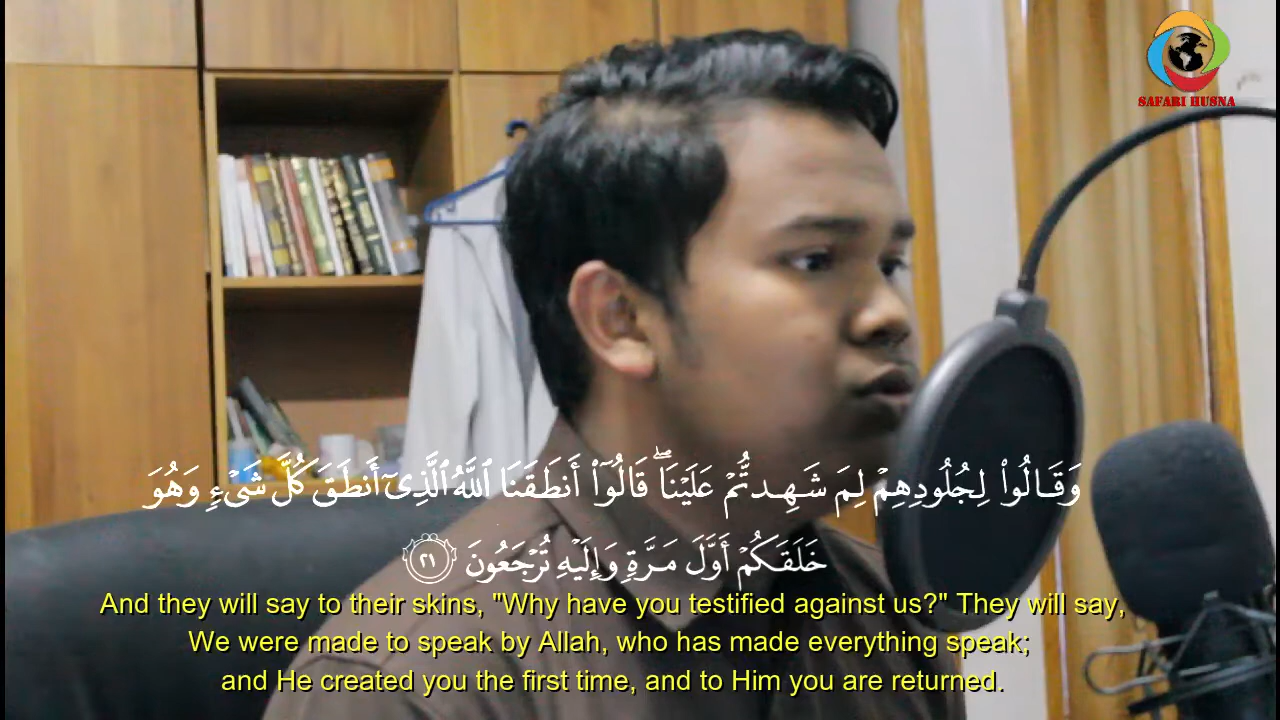 SAFARI HUSNA
وَقَالُوا۟ لِجُلُودِهِمْ لِمَ شَهِدتُّمْ عَلَيْنَا ۖ قَالُوٓا۟ أَنطَقَنَا ٱللَّهُ ٱلَّذِىٓ أَنطَقَ كُلَّ شَىْءٍ وَهُوَ
خَلَقَكُمْ أَوَّلَ مَرَّةٍ وَإِلَيْهِ تُرْجَعُونَ ٢١
And they will say to their skins, "Why have you testified against us?" They will say,
We were made to speak by Allah, who has made everything speak;
and He created you the first time, and to Him you are returned.